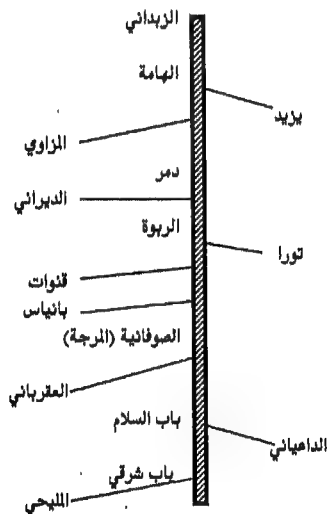 الزبداني
الهامة
يزيد
المزاوي
دمر
الديراني
الربوة
تورا
قنوات
بانياس
الصوفانية (المرجة)
العقرباني
باب السلام
الداعياني
باب شرقي
المليحي